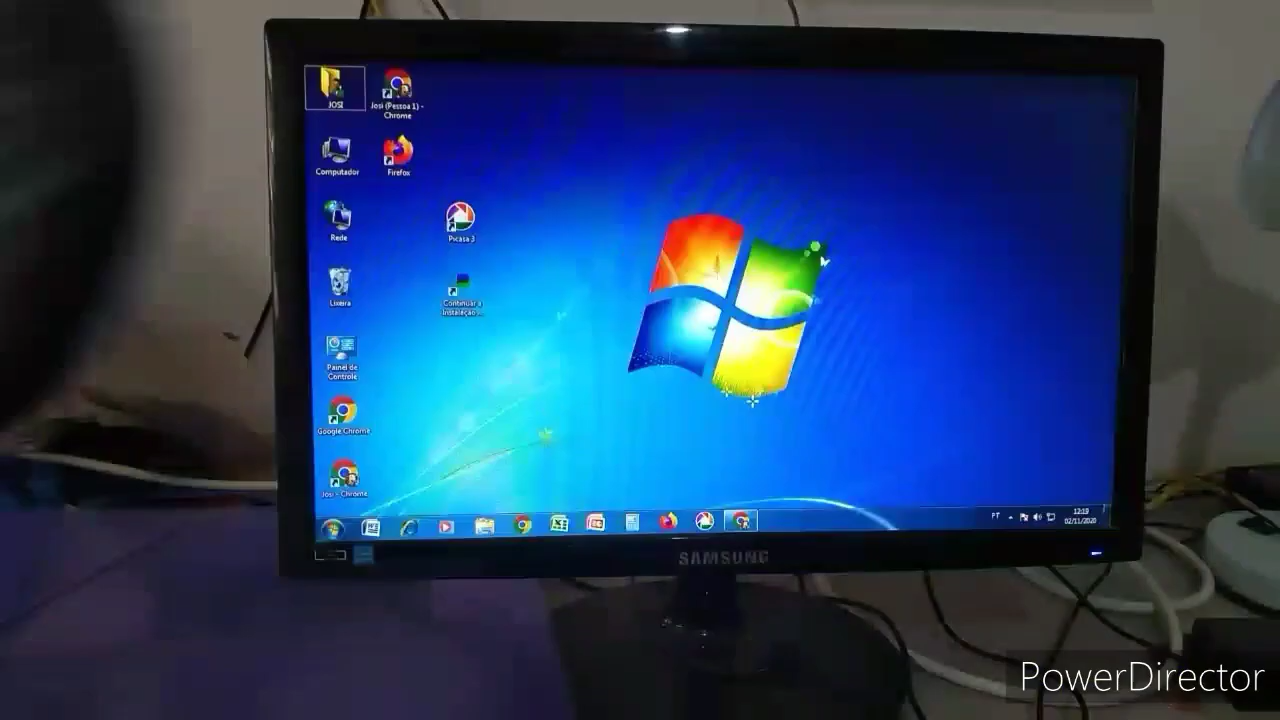 JOSI
Josi (Pessoa 1) -
Chrome
Computador
Firefox
Rede
Picasa 3
Lixeira
Continuar a
Instalação...
Painel de
Controle
Google Chrome
Josi - Chrome
PT
12:19
02/11/2020
SAMSUNG
PowerDirector